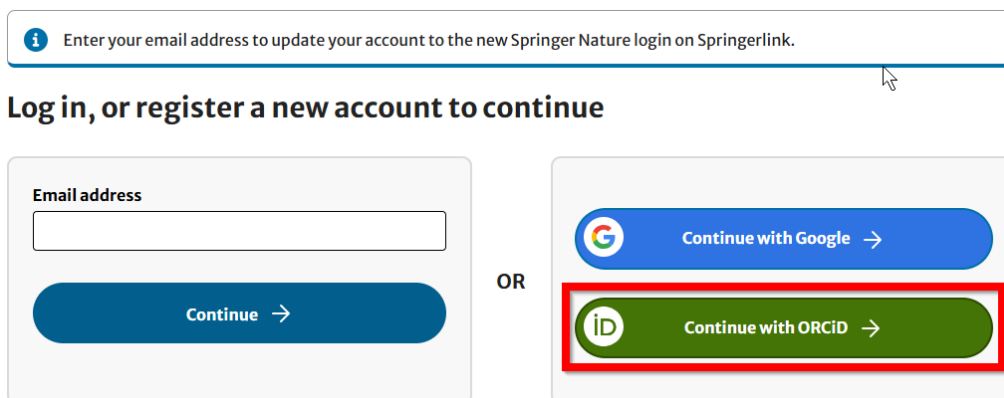 Enter your email address to update your account to the new Springer Nature login on Springerlink.
Log in, or register a new account to continue
Email address
Continue →
OR
Continue with Google →
iD Continue with ORCiD →